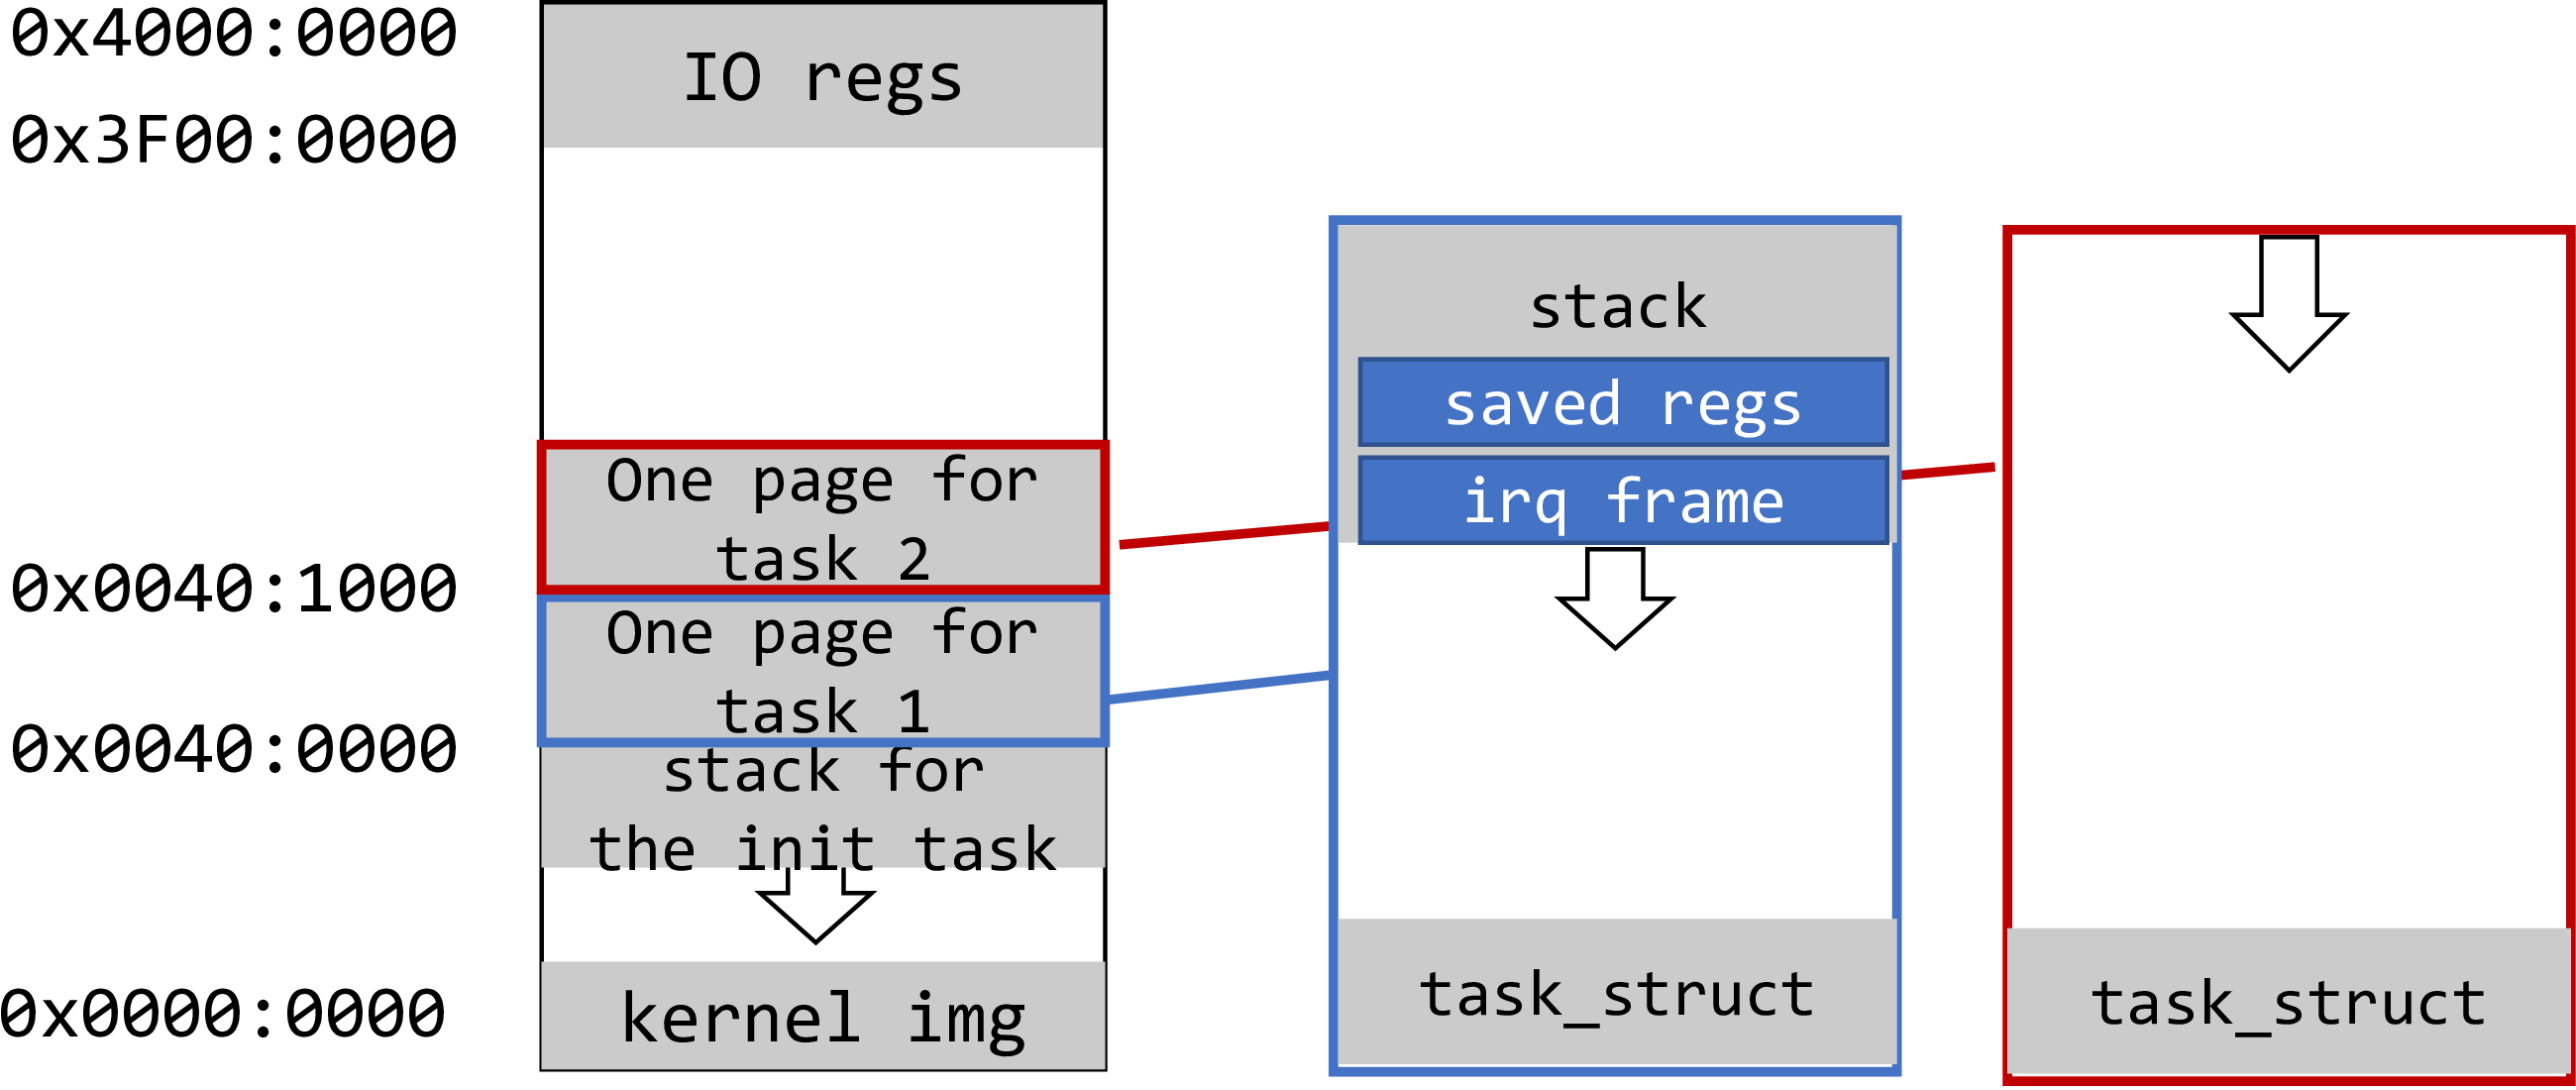 0x4000:0000
IO regs
0x3F00:0000
One page for
task 2
0x0040:1000
One page for
task 1
0x0040:0000
stack for
the init task
0x0000:0000
kernel img
stack
saved regs
irq frame
task_struct
task_struct